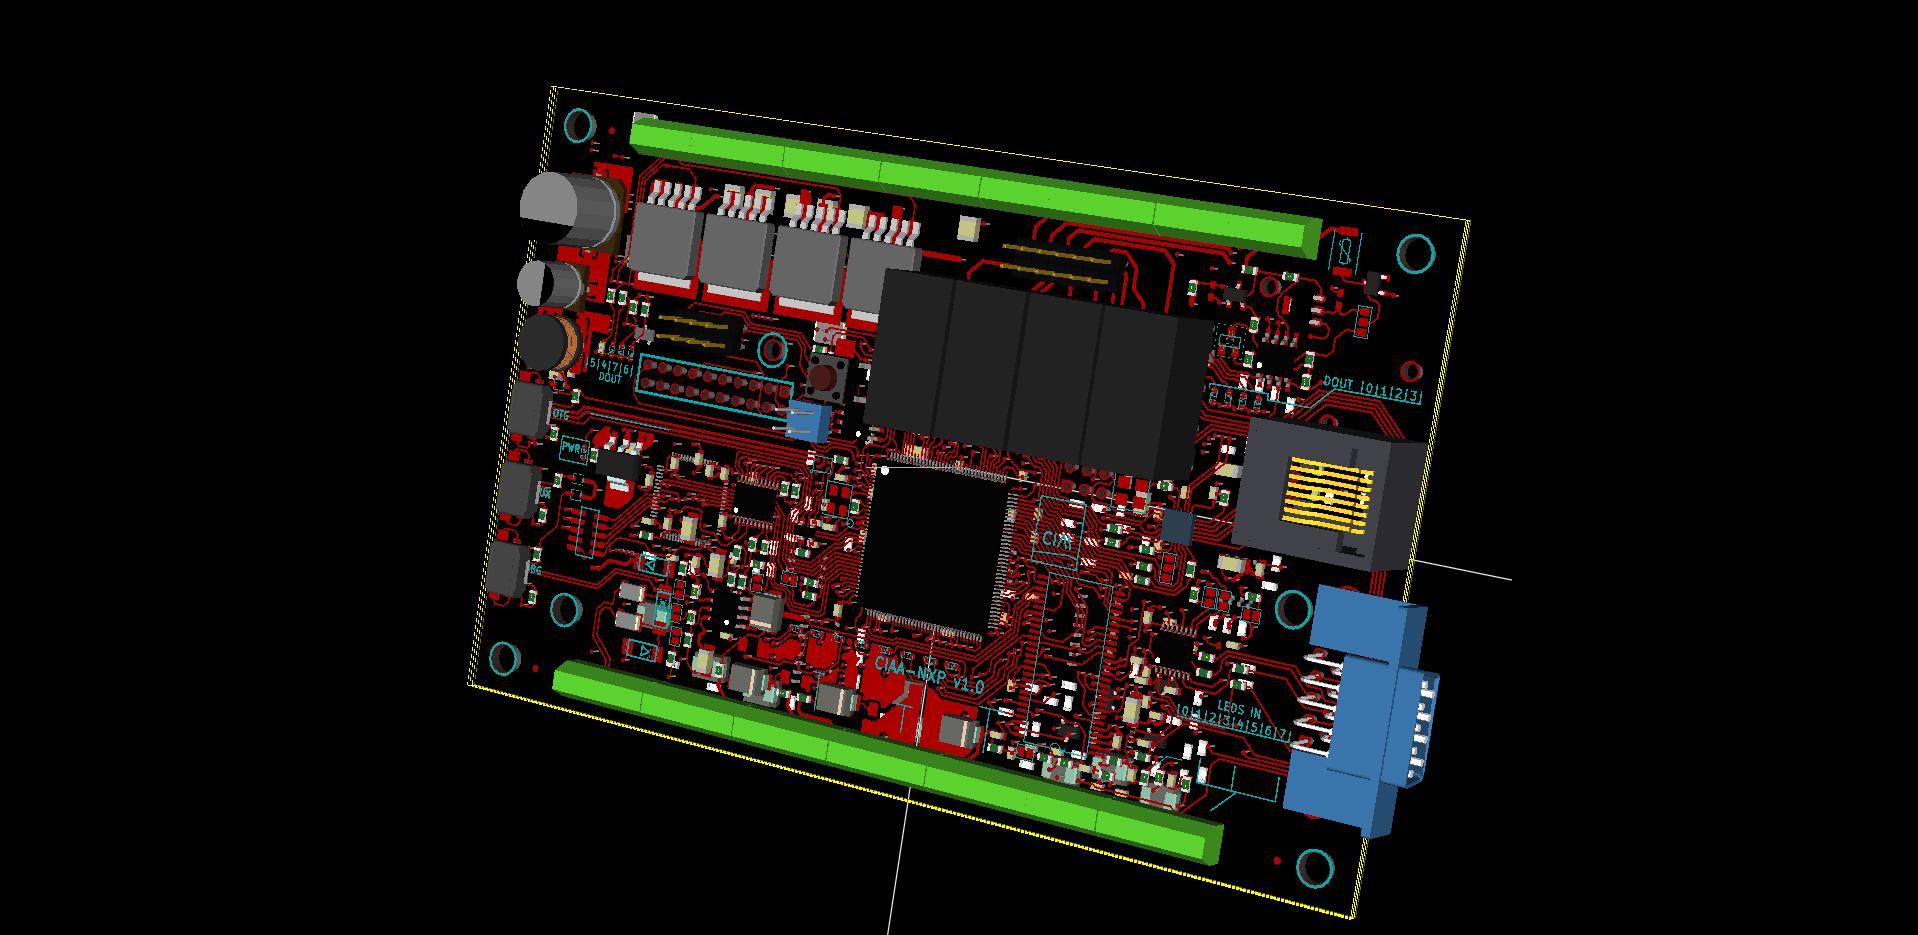 5|4|7|6|
DOUT
DOUT |0|1|2|3|
OTG
PWR
CIAA
CIAA-NXP v1.0
LEDS IN
|0|1|2|3|4|5|6|7|